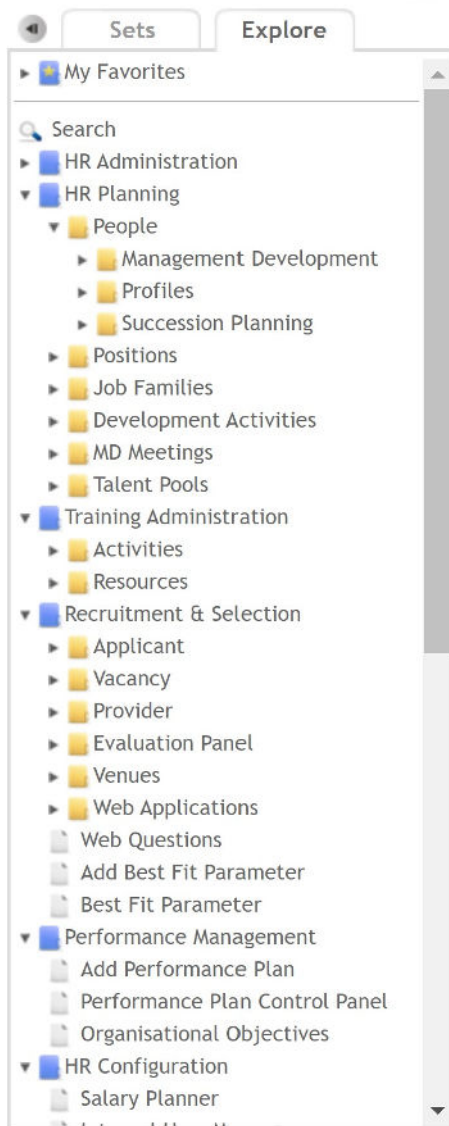 Sets Explore
My Favorites
Search
HR Administration
HR Planning
People
Management Development
Profiles
Succession Planning
Positions
Job Families
Development Activities
MD Meetings
Talent Pools
Training Administration
Activities
Resources
Recruitment & Selection
Applicant
Vacancy
Provider
Evaluation Panel
Venues
Web Applications
Web Questions
Add Best Fit Parameter
Best Fit Parameter
Performance Management
Add Performance Plan
Performance Plan Control Panel
Organisational Objectives
HR Configuration
Salary Planner